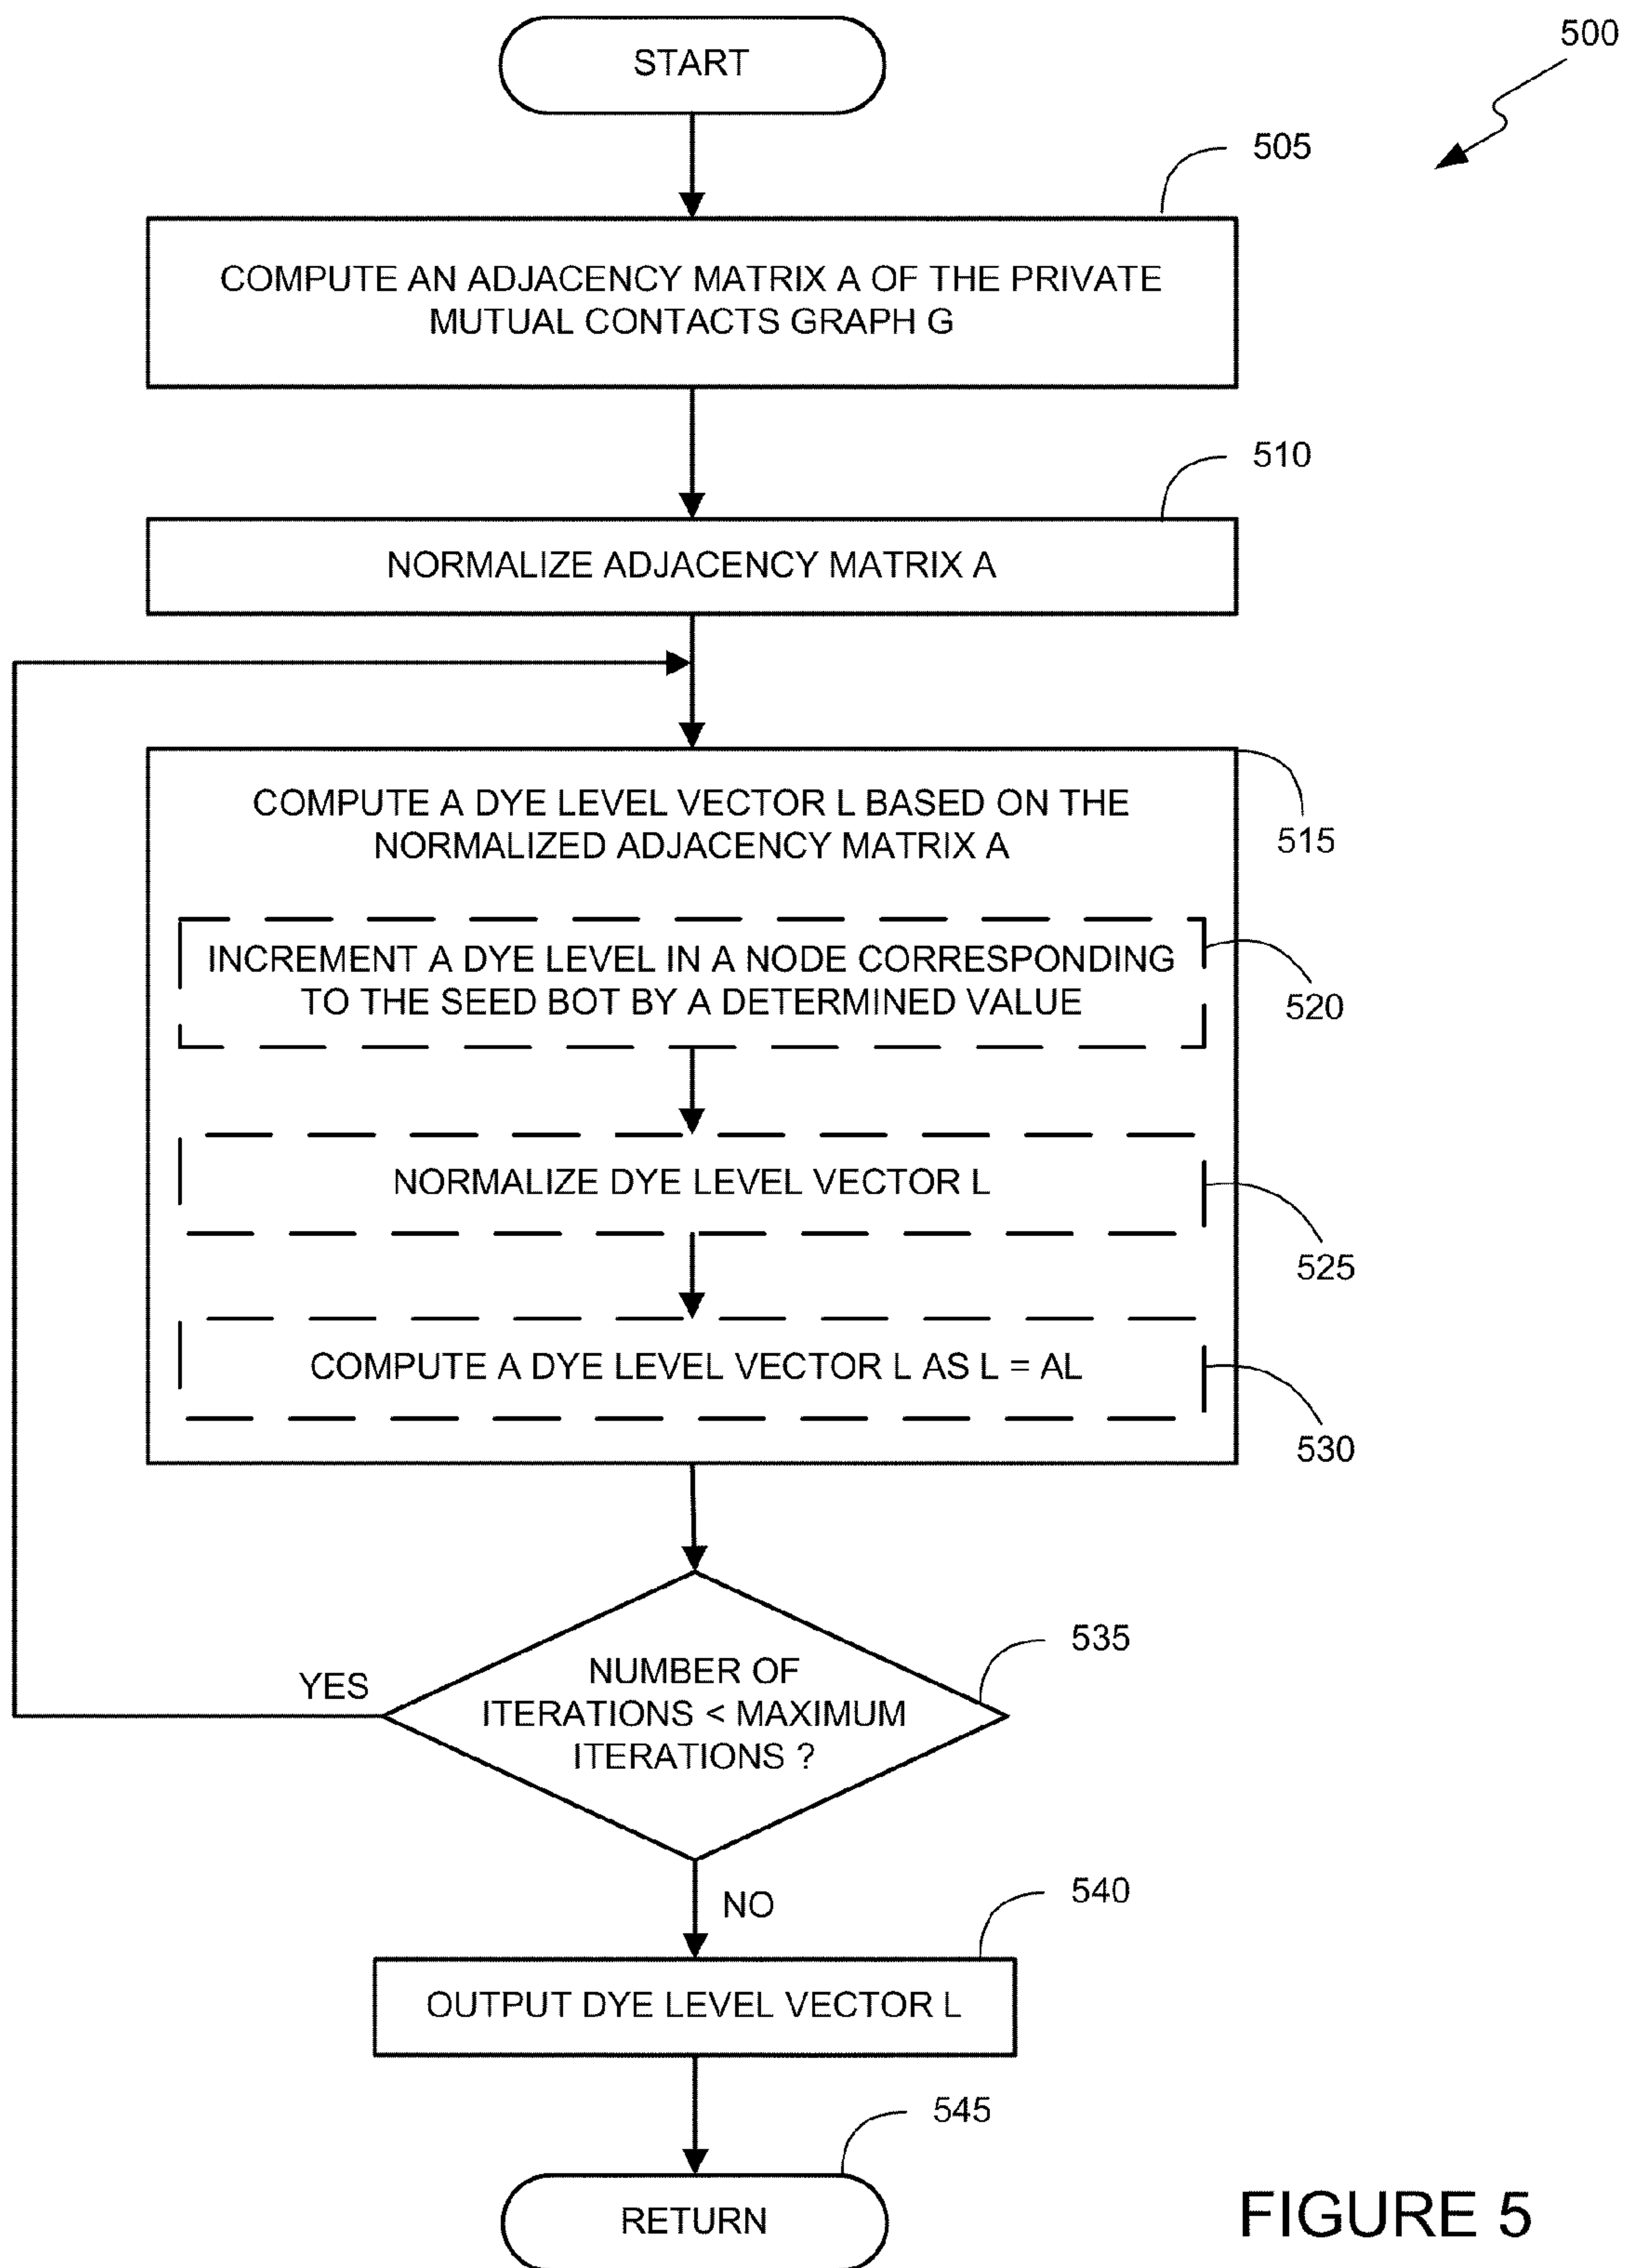 500
START
505
COMPUTE AN ADJACENCY MATRIX A OF THE PRIVATE
MUTUAL CONTACTS GRAPH G
510
NORMALIZE ADJACENCY MATRIX A
COMPUTE A DYE LEVEL VECTOR L BASED ON THE
NORMALIZED ADJACENCY MATRIX A
515
INCREMENT A DYE LEVEL IN A NODE CORRESPONDING
TO THE SEED BOT BY A DETERMINED VALUE
520
NORMALIZE DYE LEVEL VECTOR L
525
COMPUTE A DYE LEVEL VECTOR L AS L = AL
530
535
YES
NUMBER OF
ITERATIONS < MAXIMUM
ITERATIONS ?
NO
540
OUTPUT DYE LEVEL VECTOR L
545
RETURN
FIGURE 5